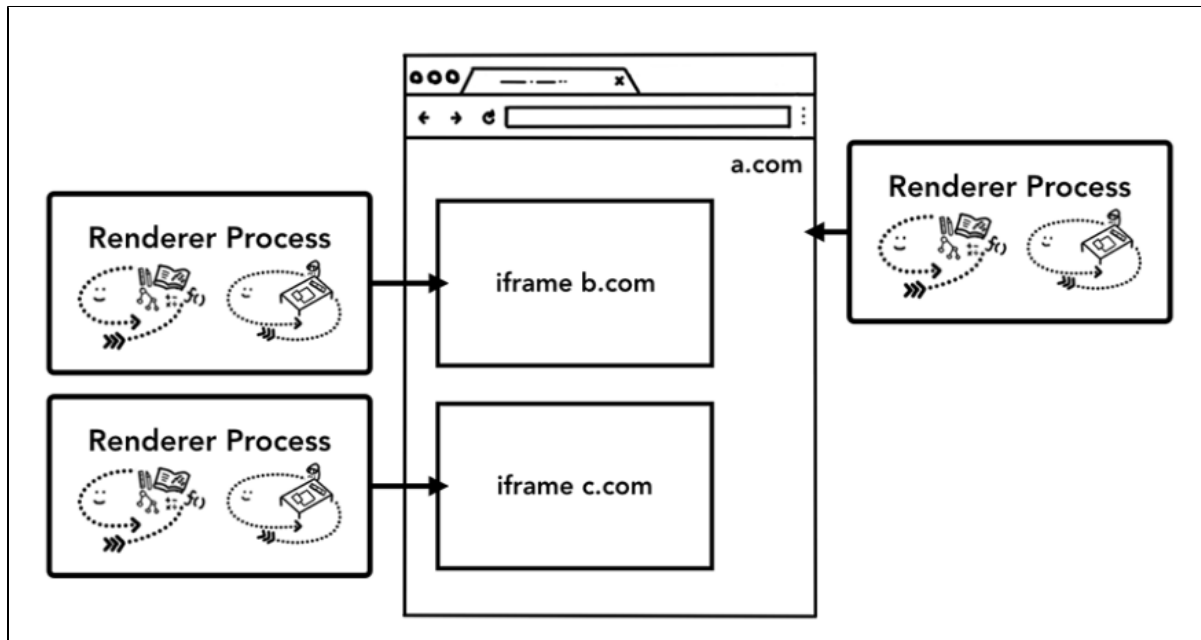 a.com
Renderer Process
f()
Renderer Process
f()
iframe b.com
Renderer Process
f()
iframe c.com